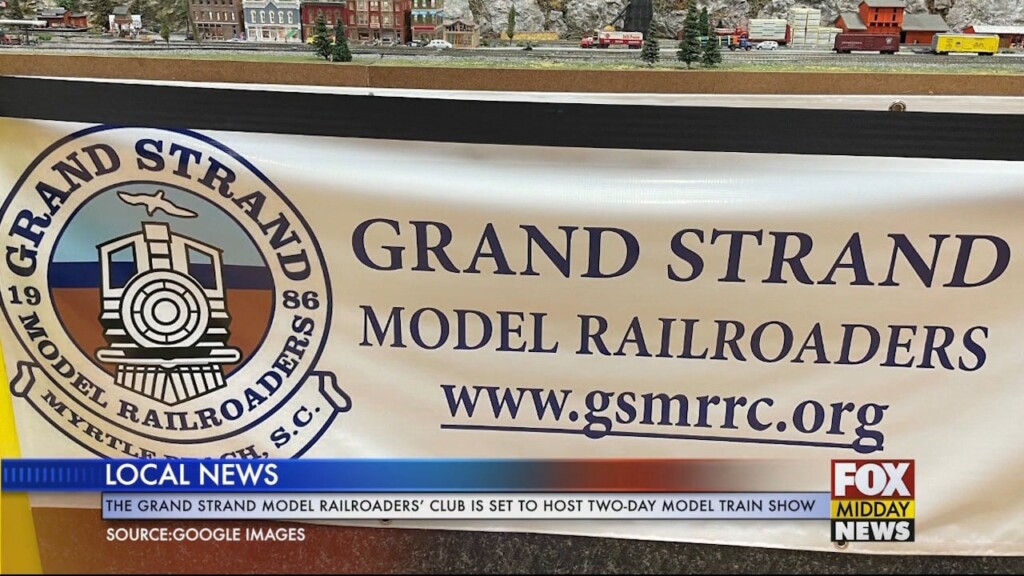 GRAND STRAND
19 86
MODEL RAILROADERS
MYRTLE BEACH, S.C.
GRAND STRAND
MODEL RAILROADERS
www.gsmrrc.org
LOCAL NEWS
THE GRAND STRAND MODEL RAILROADERS' CLUB IS SET TO HOST TWO-DAY MODEL TRAIN SHOW
SOURCE:GOOGLE IMAGES
FOX
MIDDAY
NEWS